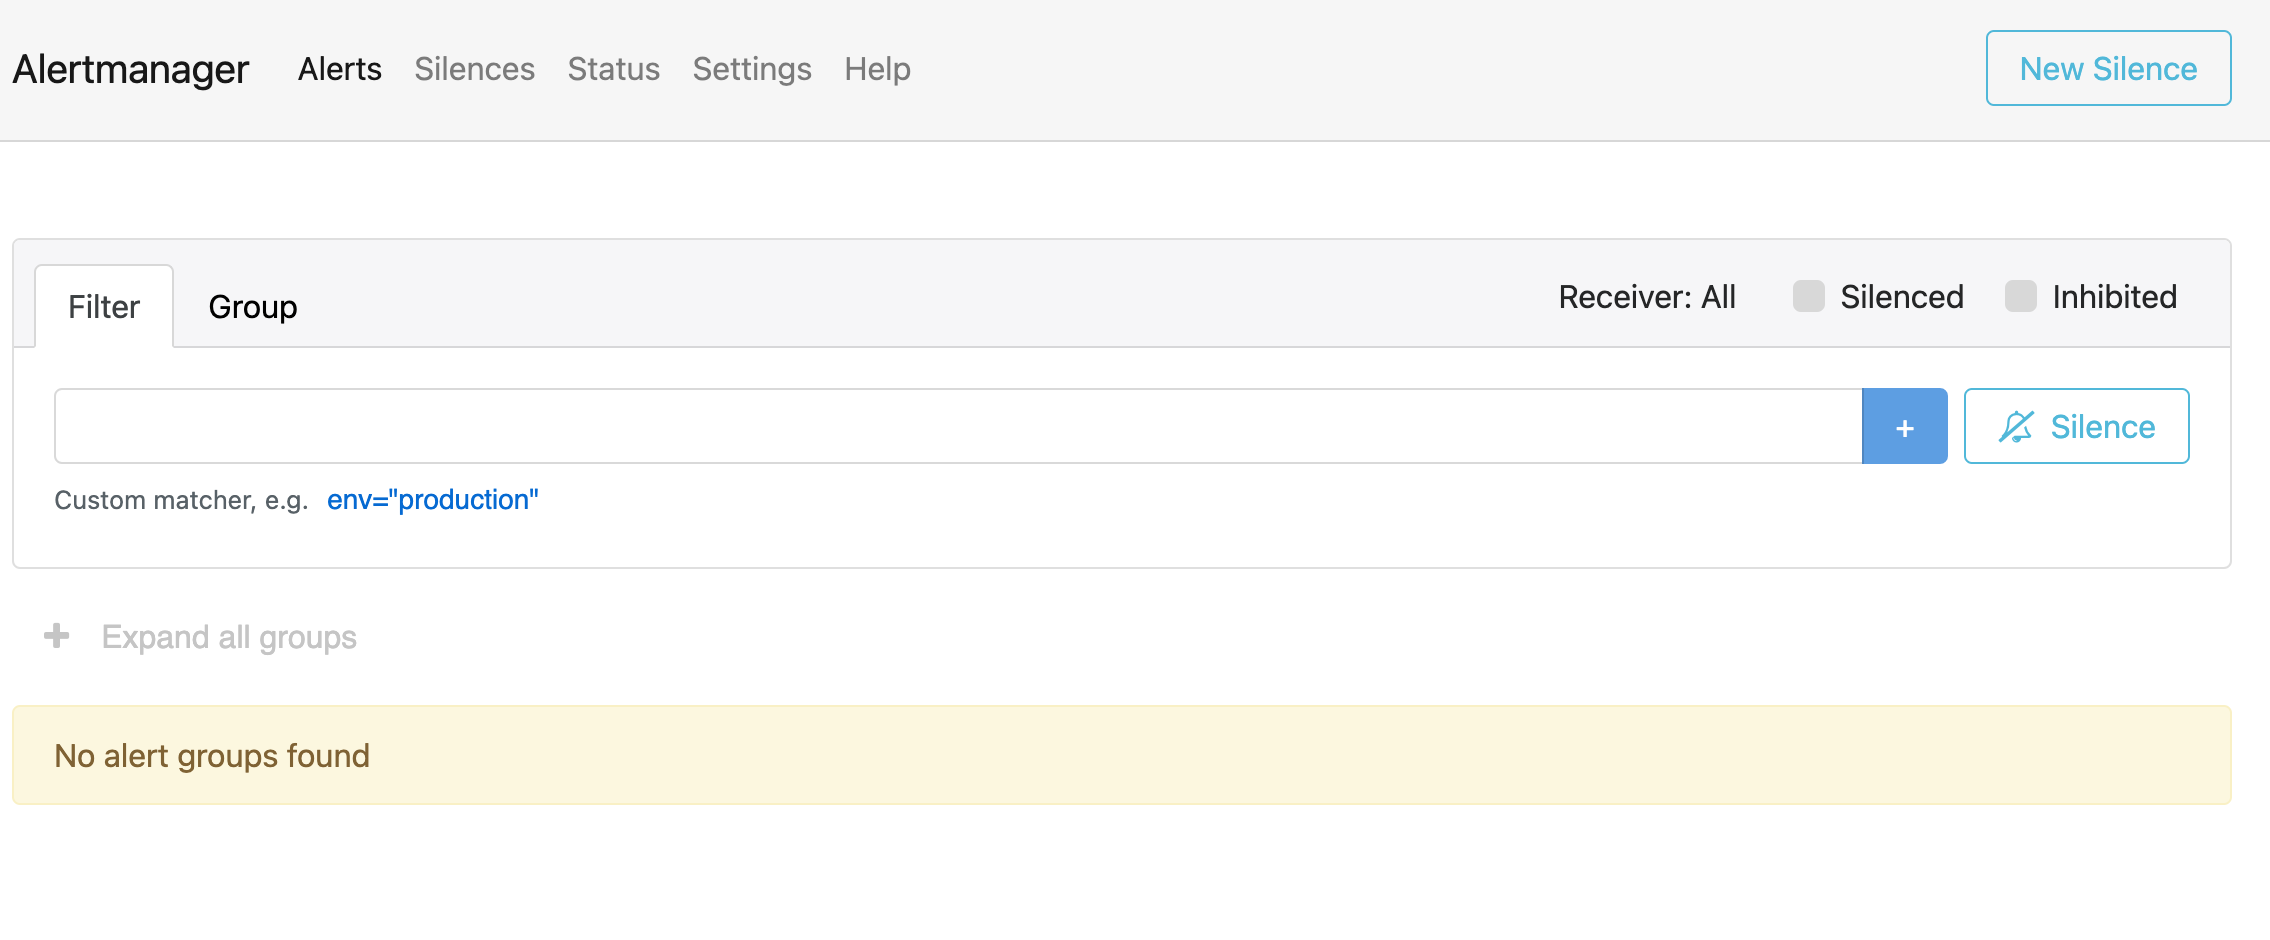 Alertmanager Alerts Silences Status Settings Help New Silence
Filter Group Receiver: All Silenced Inhibited
+ Silence
Custom matcher, e.g. env="production"
+ Expand all groups
No alert groups found